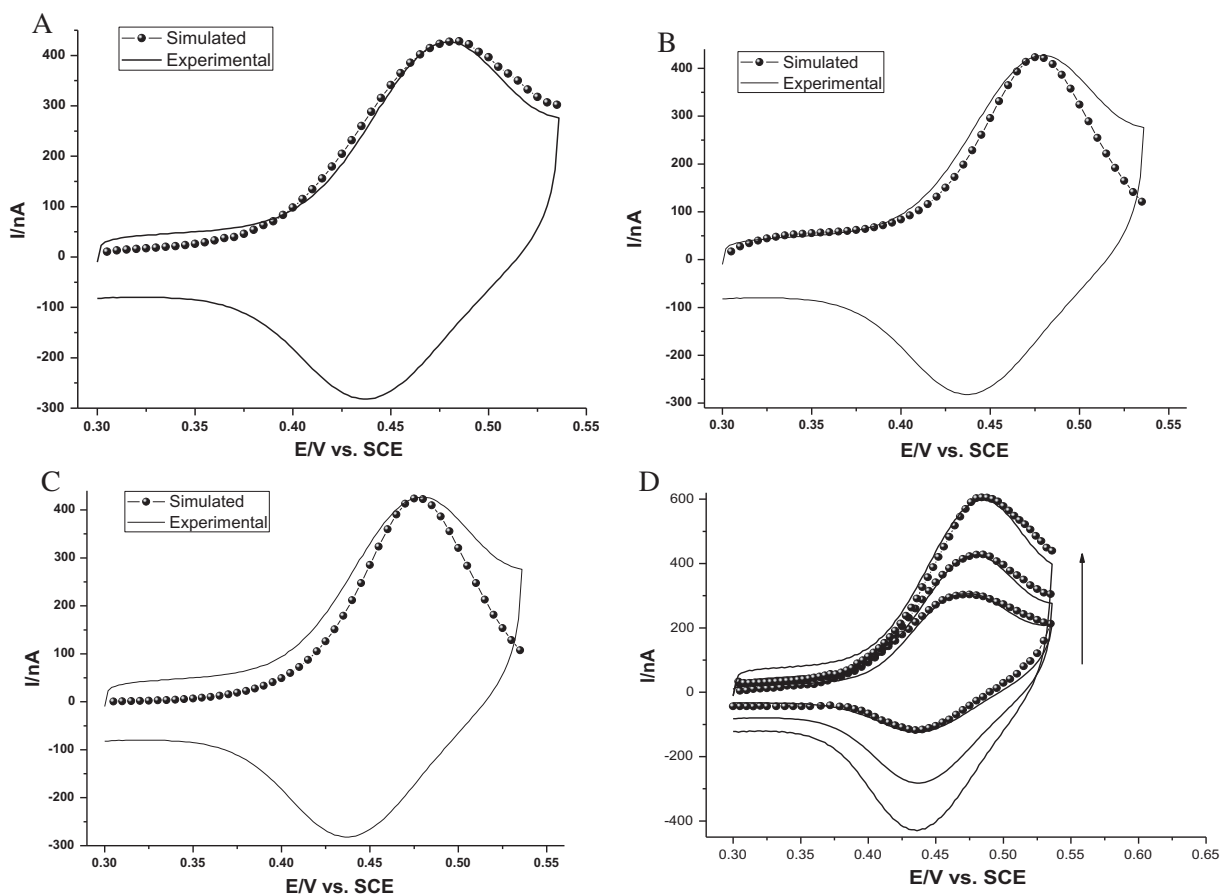 A
Simulated
Experimental
400
300
200
100
0
-100
-200
-300
I/nA
0.30 0.35 0.40 0.45 0.50 0.55
E/V vs. SCE
B
Simulated
Experimental
400
300
200
100
0
-100
-200
-300
I/nA
0.30 0.35 0.40 0.45 0.50 0.55
E/V vs. SCE
C
Simulated
Experimental
400
300
200
100
0
-100
-200
-300
I/nA
0.30 0.35 0.40 0.45 0.50 0.55
E/V vs. SCE
D
600
400
200
0
-200
-400
I/nA
0.30 0.35 0.40 0.45 0.50 0.55 0.60 0.65
E/V vs. SCE